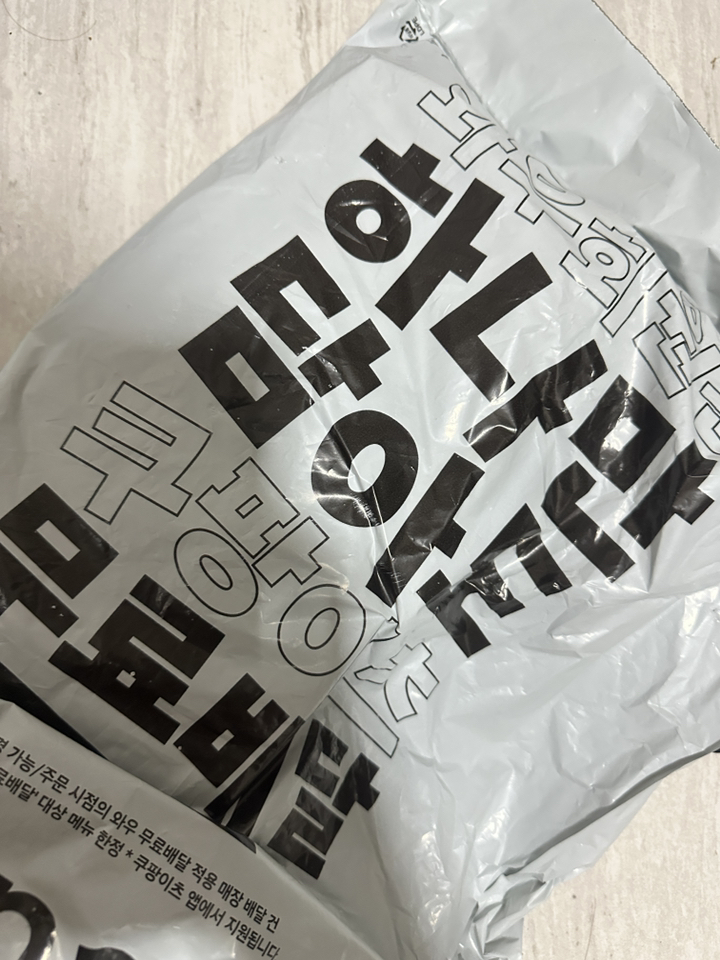 와우회원
하나만
담아도
쿠팡이츠
무료배달
가능/주문 시점의 와우 무료배달 적용 매장 배달 건
료배달' 대상 메뉴 한정 * 쿠팡이츠 앱에서 지원됩니다